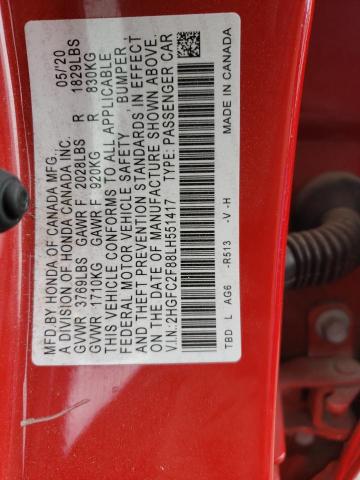 MFD. BY HONDA OF CANADA MFG. 05/'20
A DIVISION OF HONDA CANADA INC.
GVWR 3769LBS GAWR F 2028LBS R 1829LBS
GVWR 1710KG GAWR F 920KG R 830KG
THIS VEHICLE CONFORMS TO ALL APPLICABLE
FEDERAL MOTOR VEHICLE SAFETY BUMPER,
AND THEFT PREVENTION STANDARDS IN EFFECT
ON THE DATE OF MANUFACTURE SHOWN ABOVE.
V.I.N: 2HGFC2F88LH551417 TYPE: PASSENGER CAR
TBD L AG6 -R513 -V-H MADE IN CANADA